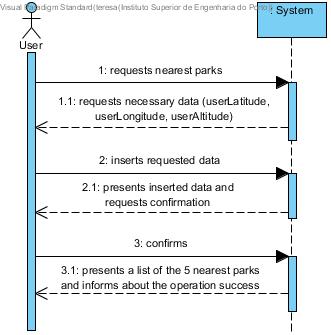 Visual Paradigm Standard(teresa(Instituto Superior de Engenharia do Porto))
System
User
1: requests nearest parks
1.1: requests necessary data (userLatitude,
userLongitude, userAltitude)
2: inserts requested data
2.1: presents inserted data and
requests confirmation
3: confirms
3.1: presents a list of the 5 nearest parks
and informs about the operation success